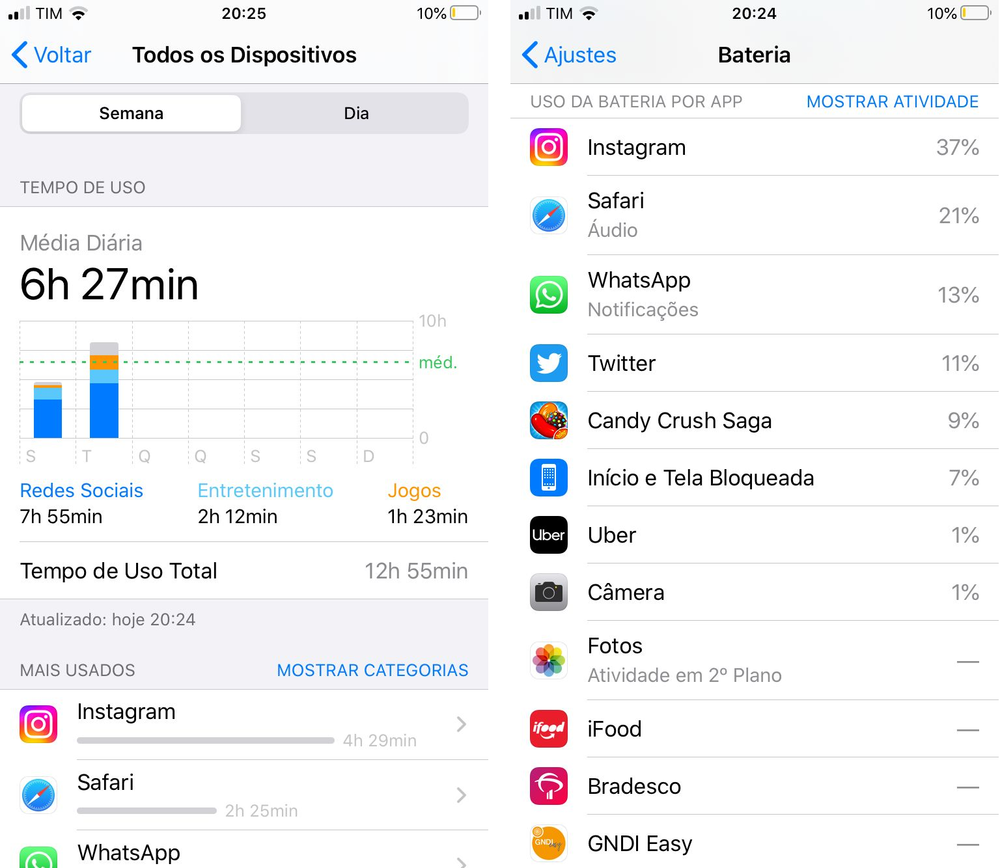 TIM
20:25
10%
Voltar
Todos os Dispositivos
Semana
Dia
TEMPO DE USO
Média Diária
6h 27min
10h
méd.
0
S T Q Q S S D
Redes Sociais Entretenimento Jogos
7h 55min 2h 12min 1h 23min
Tempo de Uso Total 12h 55min
Atualizado: hoje 20:24
MAIS USADOS MOSTRAR CATEGORIAS
Instagram
4h 29min
Safari
2h 25min
WhatsApp
TIM
20:24
10%
Ajustes
Bateria
USO DA BATERIA POR APP MOSTRAR ATIVIDADE
Instagram 37%
Safari
Áudio
21%
WhatsApp
Notificações
13%
Twitter 11%
Candy Crush Saga 9%
Início e Tela Bloqueada 7%
Uber
Uber 1%
Câmera 1%
Fotos
Atividade em 2º Plano
—
ifood
iFood —
Bradesco —
GNDI easy
GNDI Easy —